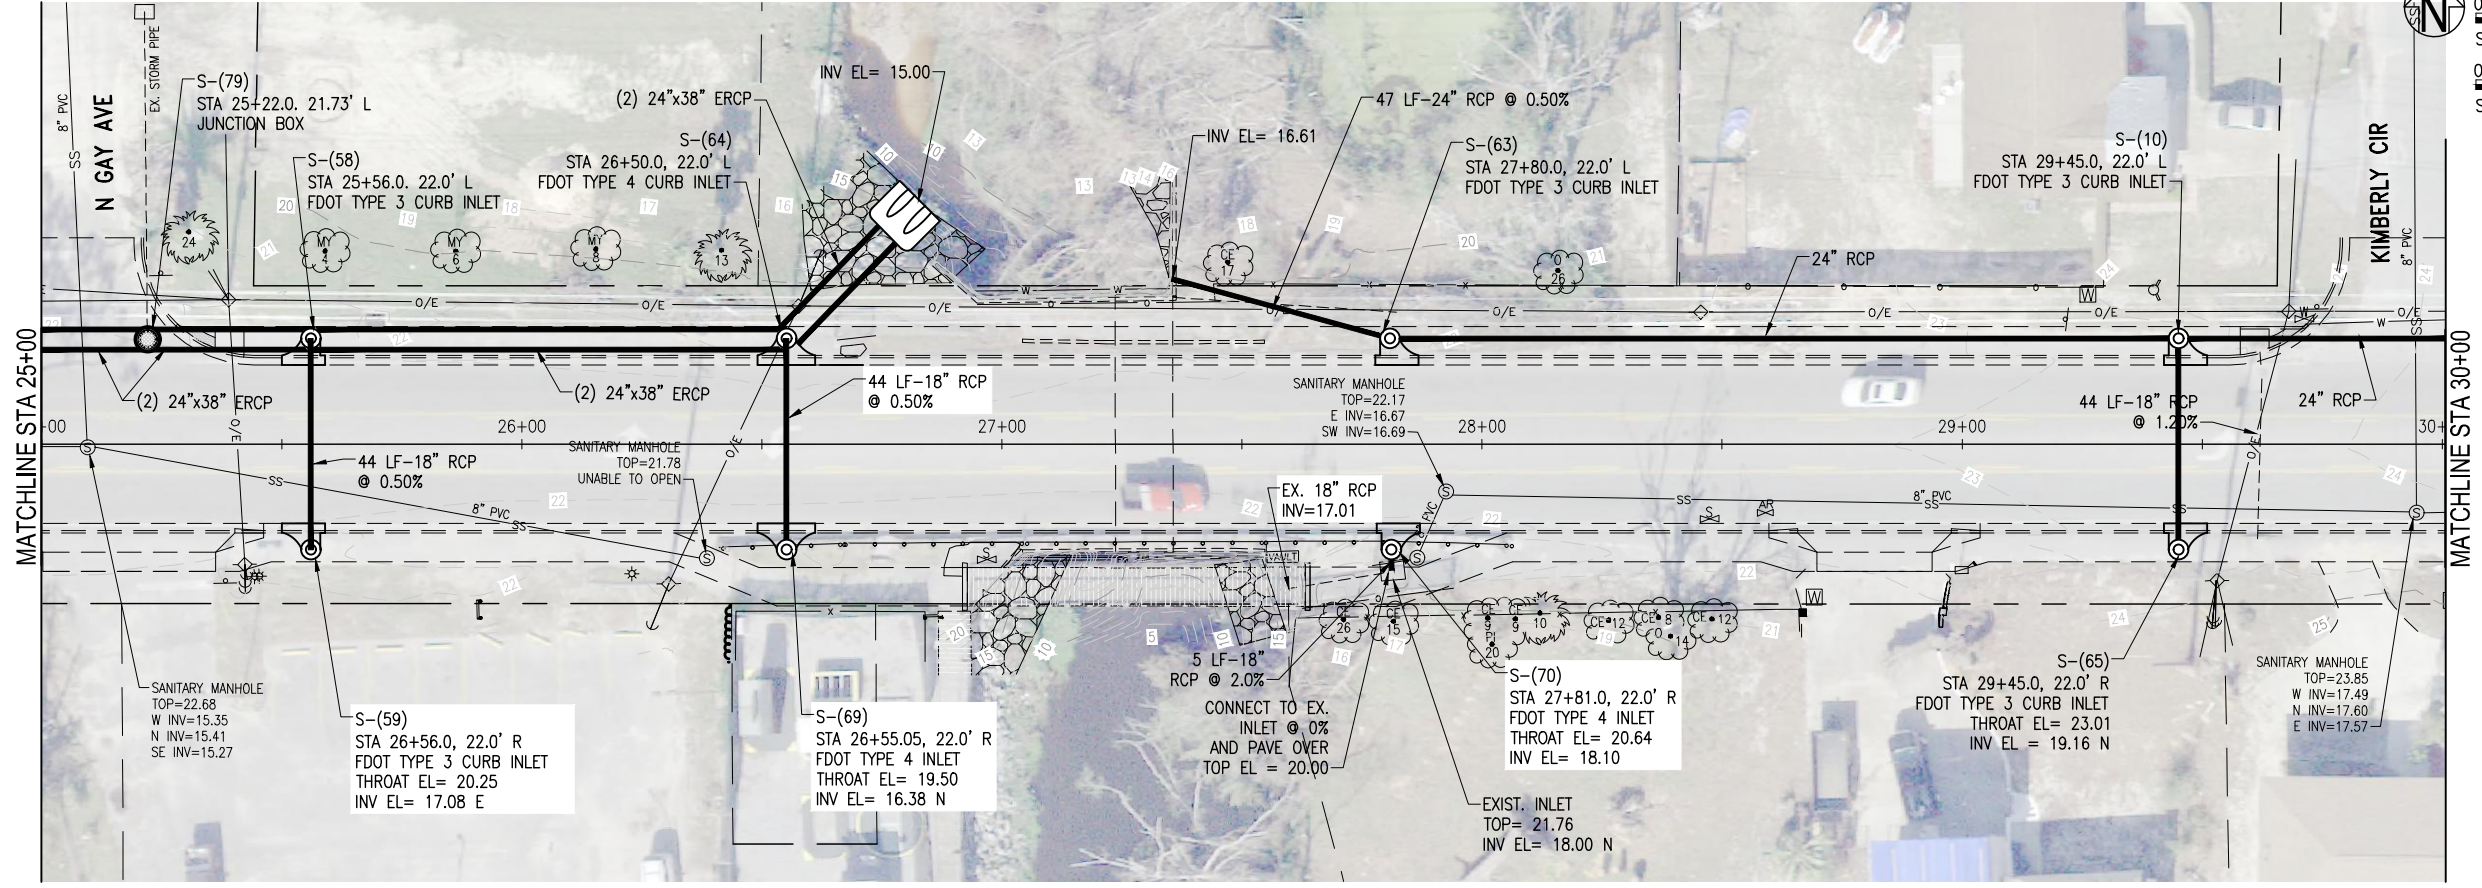 N GAY AVE
8" PVC
SS
EX. STORM PIPE
S-(79)
STA 25+22.0. 21.73' L
JUNCTION BOX
S-(58)
STA 25+56.0. 22.0' L
FDOT TYPE 3 CURB INLET
(2) 24"x38" ERCP
S-(64)
STA 26+50.0, 22.0' L
FDOT TYPE 4 CURB INLET
INV EL= 15.00
INV EL= 16.61
47 LF-24" RCP @ 0.50%
S-(63)
STA 27+80.0, 22.0' L
FDOT TYPE 3 CURB INLET
S-(10)
STA 29+45.0, 22.0' L
FDOT TYPE 3 CURB INLET
KIMBERLY CIR
8" PVC
N
24" RCP
MATCHLINE STA 25+00
(2) 24"x38" ERCP
(2) 24"x38" ERCP
44 LF-18" RCP
@ 0.50%
44 LF-18" RCP
@ 0.50%
26+00
27+00
28+00
29+00
SANITARY MANHOLE
TOP=21.78
UNABLE TO OPEN
SANITARY MANHOLE
TOP=22.17
E INV=16.67
SW INV=16.69
EX. 18" RCP
INV=17.01
8" PVC
8" PVC
44 LF-18" RCP
@ 1.20%
24" RCP
MATCHLINE STA 30+00
VAULT
SANITARY MANHOLE
TOP=22.68
W INV=15.35
N INV=15.41
SE INV=15.27
S-(59)
STA 26+56.0, 22.0' R
FDOT TYPE 3 CURB INLET
THROAT EL= 20.25
INV EL= 17.08 E
S-(69)
STA 26+55.05, 22.0' R
FDOT TYPE 4 INLET
THROAT EL= 19.50
INV EL= 16.38 N
5 LF-18"
RCP @ 2.0%
CONNECT TO EX.
INLET @ 0%
AND PAVE OVER
TOP EL = 20.00
S-(70)
STA 27+81.0, 22.0' R
FDOT TYPE 4 INLET
THROAT EL= 20.64
INV EL= 18.10
EXIST. INLET
TOP= 21.76
INV EL= 18.00 N
S-(65)
STA 29+45.0, 22.0' R
FDOT TYPE 3 CURB INLET
THROAT EL= 23.01
INV EL = 19.16 N
SANITARY MANHOLE
TOP=23.85
W INV=17.49
N INV=17.60
E INV=17.57